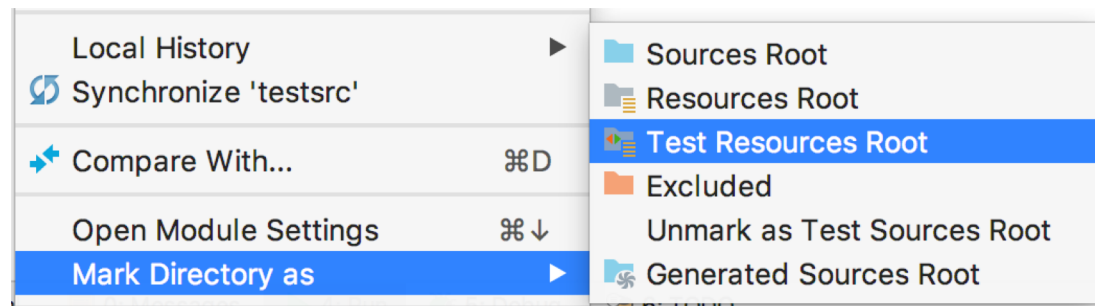 Local History
Synchronize 'testsrc'
Compare With... ⌘D
Open Module Settings ⌘↓
Mark Directory as
Sources Root
Resources Root
Test Resources Root
Excluded
Unmark as Test Sources Root
Generated Sources Root